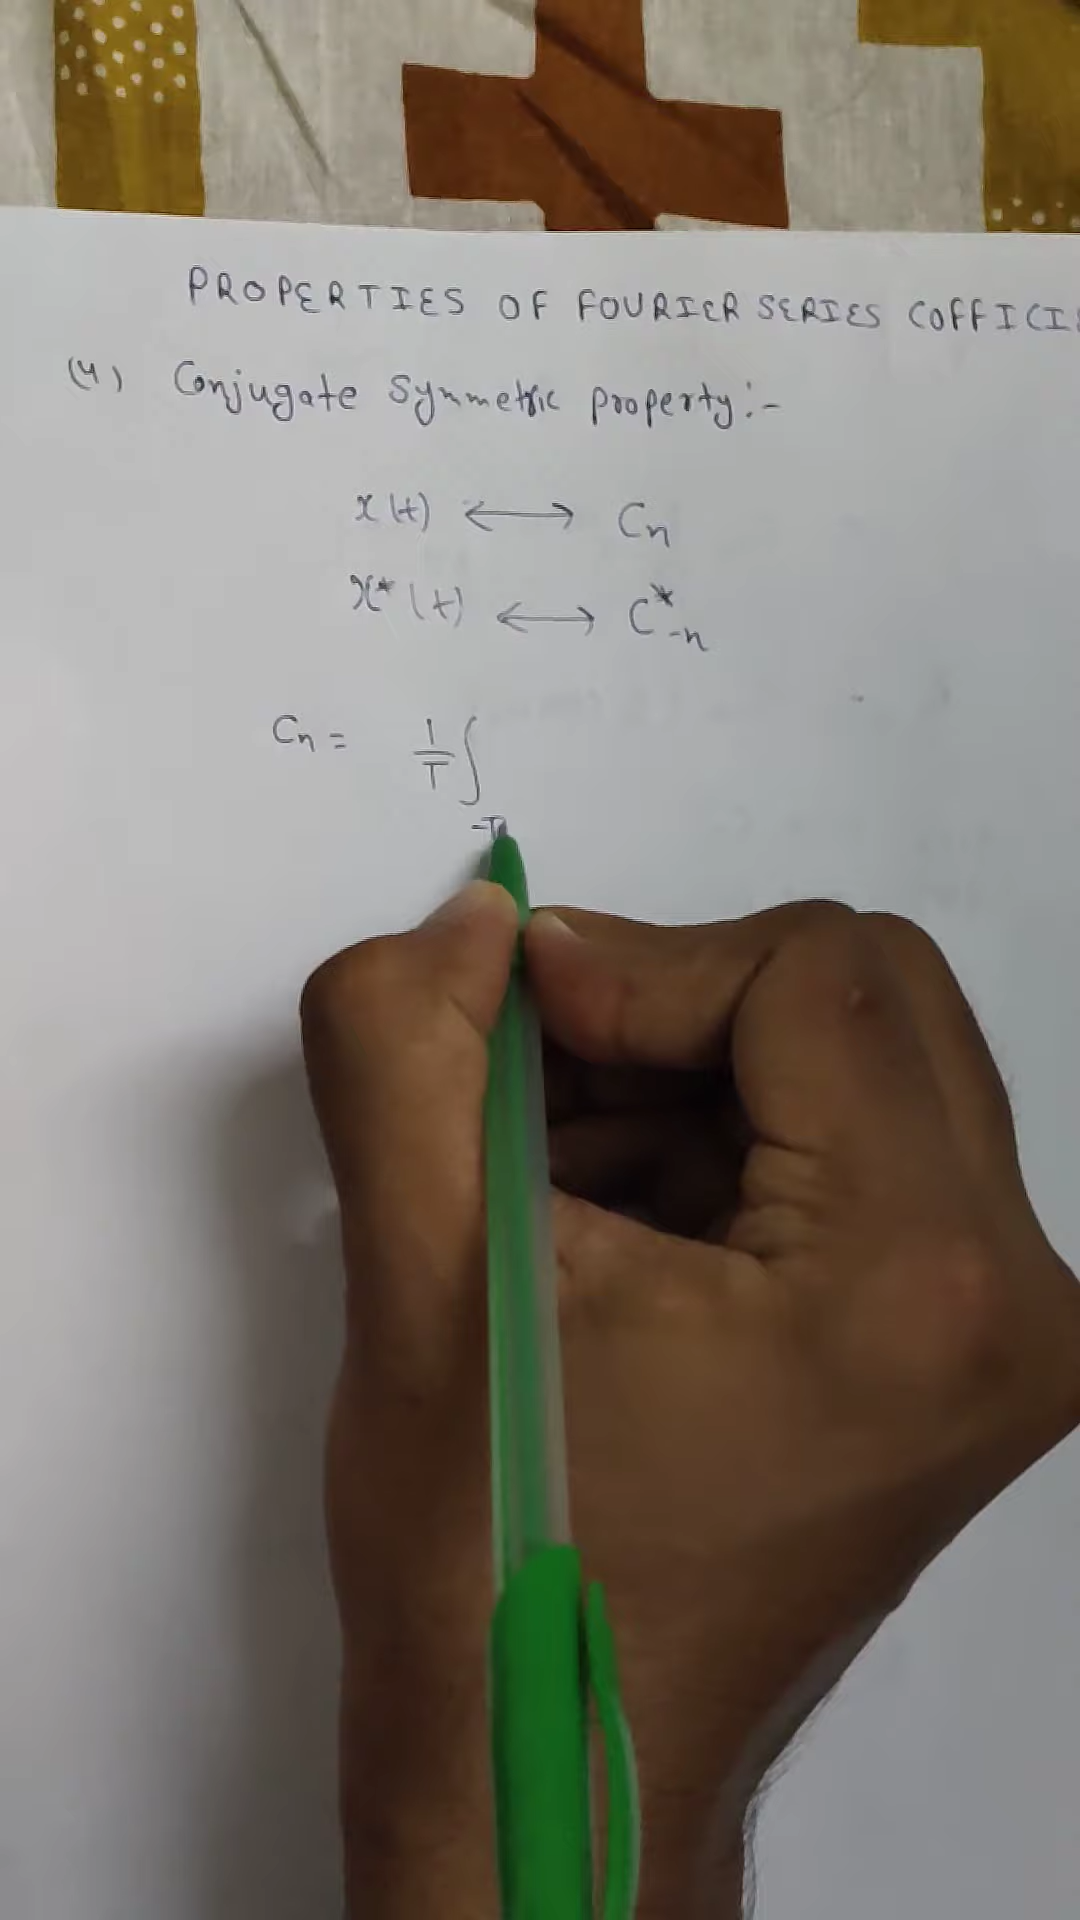 PROPERTIES OF FOURIER SERIES COFFICI
(4) Conjugate Symmetric property:-
x(t) ⟷ Cn
x*(t) ⟷ C*-n
Cn = 1/T ∫ -T